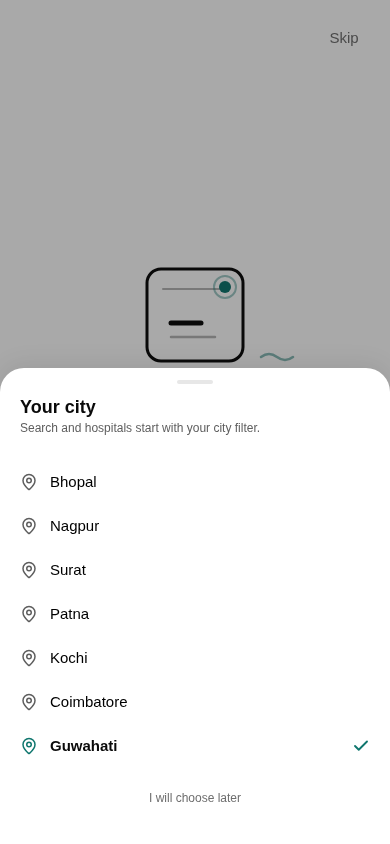 Skip
Your city
Search and hospitals start with your city filter.
Bhopal
Nagpur
Surat
Patna
Kochi
Coimbatore
Guwahati
I will choose later